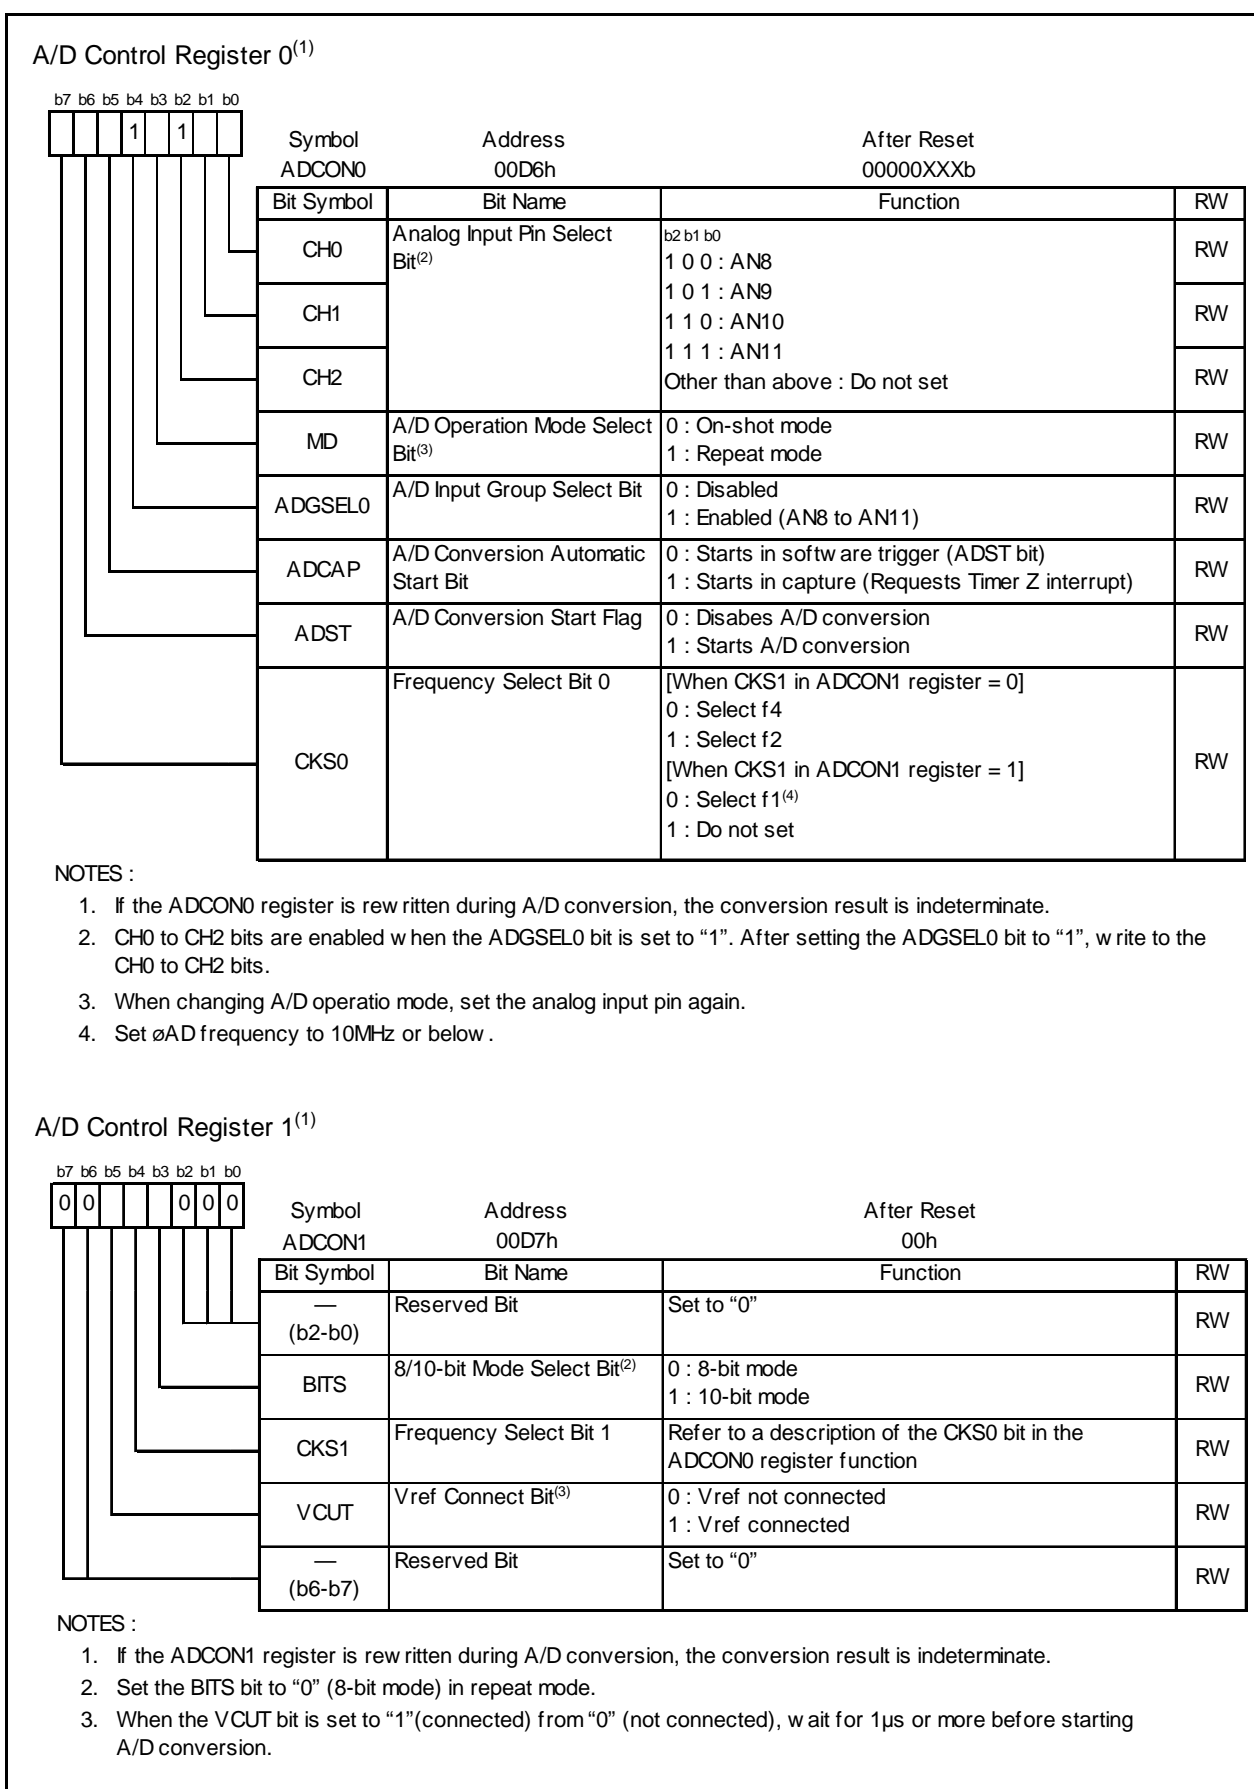 A/D Control Register 0(1)
b7 b6 b5 b4 b3 b2 b1 b0
1 1
Symbol Address After Reset
ADCON0 00D6h 00000XXXb
Bit Symbol Bit Name Function RW
CH0 Analog Input Pin Select Bit(2) b2 b1 b0 RW
1 0 0 : AN8
1 0 1 : AN9
CH1 1 1 0 : AN10 RW
1 1 1 : AN11
CH2 Other than above : Do not set RW
MD A/D Operation Mode Select Bit(3) 0 : On-shot mode RW
1 : Repeat mode
ADGSEL0 A/D Input Group Select Bit 0 : Disabled RW
1 : Enabled (AN8 to AN11)
ADCAP A/D Conversion Automatic Start Bit 0 : Starts in software trigger (ADST bit) RW
1 : Starts in capture (Requests Timer Z interrupt)
ADST A/D Conversion Start Flag 0 : Disabes A/D conversion RW
1 : Starts A/D conversion
CKS0 Frequency Select Bit 0 [When CKS1 in ADCON1 register = 0] RW
0 : Select f4
1 : Select f2
[When CKS1 in ADCON1 register = 1]
0 : Select f1(4)
1 : Do not set
NOTES :
1. If the ADCON0 register is rewritten during A/D conversion, the conversion result is indeterminate.
2. CH0 to CH2 bits are enabled when the ADGSEL0 bit is set to “1”. After setting the ADGSEL0 bit to “1”, write to the
CH0 to CH2 bits.
3. When changing A/D operatio mode, set the analog input pin again.
4. Set øAD frequency to 10MHz or below.
A/D Control Register 1(1)
b7 b6 b5 b4 b3 b2 b1 b0
0 0 0 0 0
Symbol Address After Reset
ADCON1 00D7h 00h
Bit Symbol Bit Name Function RW
— (b2-b0) Reserved Bit Set to “0” RW
BITS 8/10-bit Mode Select Bit(2) 0 : 8-bit mode RW
1 : 10-bit mode
CKS1 Frequency Select Bit 1 Refer to a description of the CKS0 bit in the RW
ADCON0 register function
VCUT Vref Connect Bit(3) 0 : Vref not connected RW
1 : Vref connected
— (b6-b7) Reserved Bit Set to “0” RW
NOTES :
1. If the ADCON1 register is rewritten during A/D conversion, the conversion result is indeterminate.
2. Set the BITS bit to “0” (8-bit mode) in repeat mode.
3. When the VCUT bit is set to “1”(connected) from “0” (not connected), wait for 1µs or more before starting
A/D conversion.